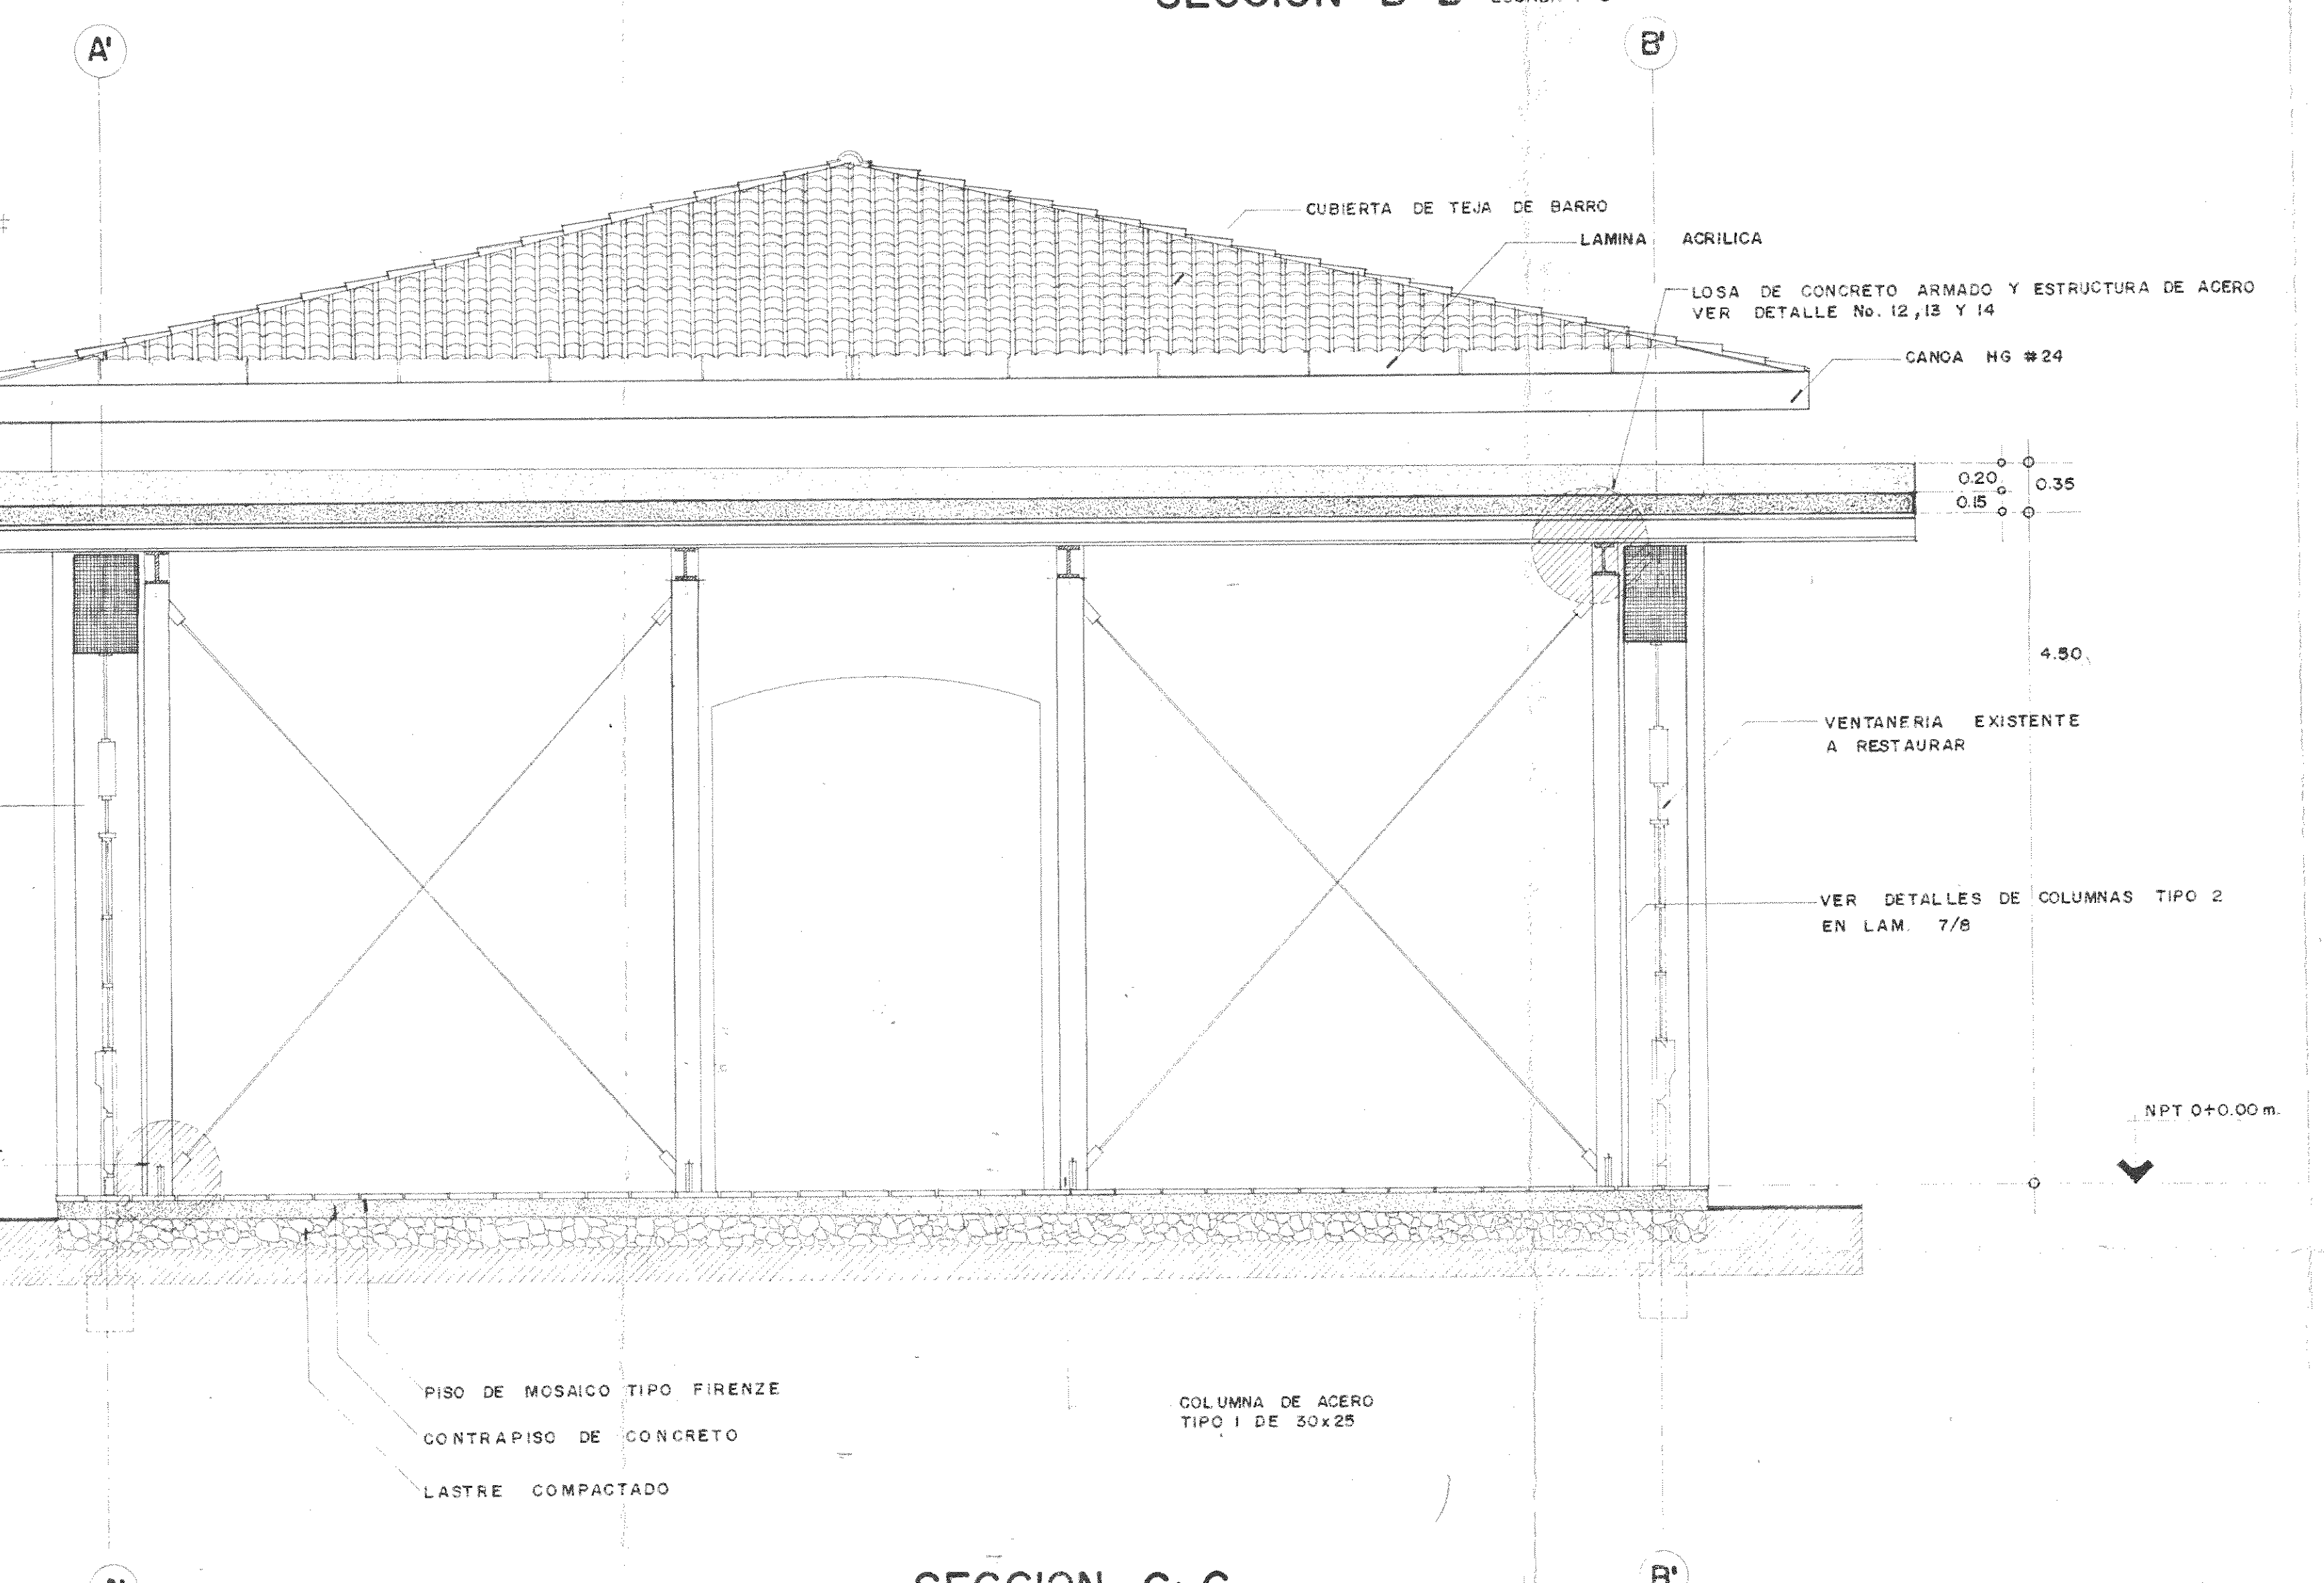 SECCION B-B
A'
B'
CUBIERTA DE TEJA DE BARRO
LAMINA ACRILICA
LOSA DE CONCRETO ARMADO Y ESTRUCTURA DE ACERO
VER DETALLE No. 12,13 Y 14
CANOA HG #24
0.20
0.35
0.15
4.50
VENTANERIA EXISTENTE
A RESTAURAR
VER DETALLES DE COLUMNAS TIPO 2
EN LAM. 7/8
NPT 0+0.00 m.
PISO DE MOSAICO TIPO FIRENZE
COLUMNA DE ACERO
TIPO 1 DE 30x25
CONTRAPISO DE CONCRETO
LASTRE COMPACTADO
SECCION C-C
B'